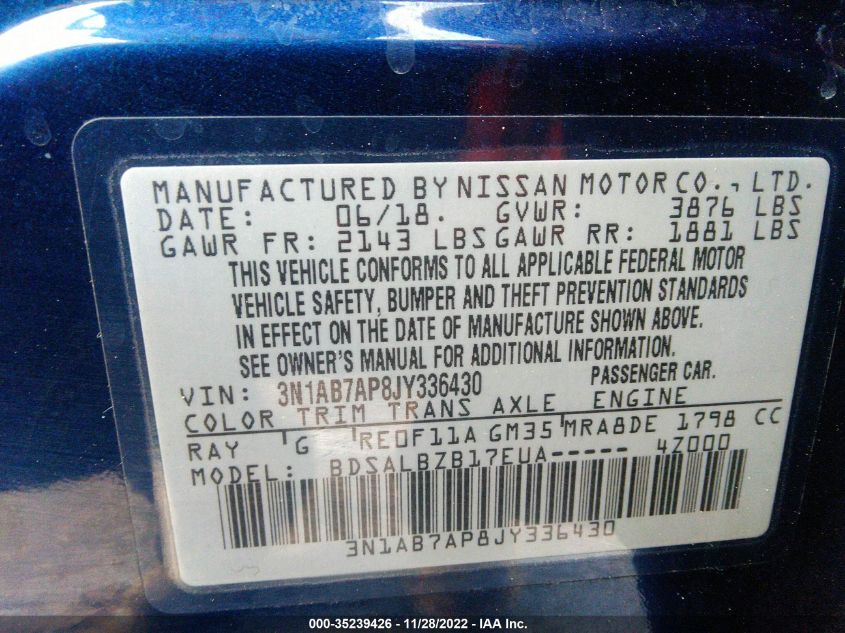 MANUFACTURED BY NISSAN MOTOR CO., LTD.
DATE: 06/18. GVWR: 3876 LBS
GAWR FR: 2143 LBS GAWR RR: 1881 LBS
THIS VEHICLE CONFORMS TO ALL APPLICABLE FEDERAL MOTOR
VEHICLE SAFETY, BUMPER AND THEFT PREVENTION STANDARDS
IN EFFECT ON THE DATE OF MANUFACTURE SHOWN ABOVE.
SEE OWNER'S MANUAL FOR ADDITIONAL INFORMATION.
VIN: 3N1AB7AP8JY336430 PASSENGER CAR.
COLOR TRIM TRANS AXLE ENGINE
RAY G RE0F11A GM35 MRA8DE 1798 CC
MODEL: BDSALBZB17EUA----- 4Z000
3N1AB7AP8JY336430
000-35239426 - 11/28/2022 - IAA Inc.